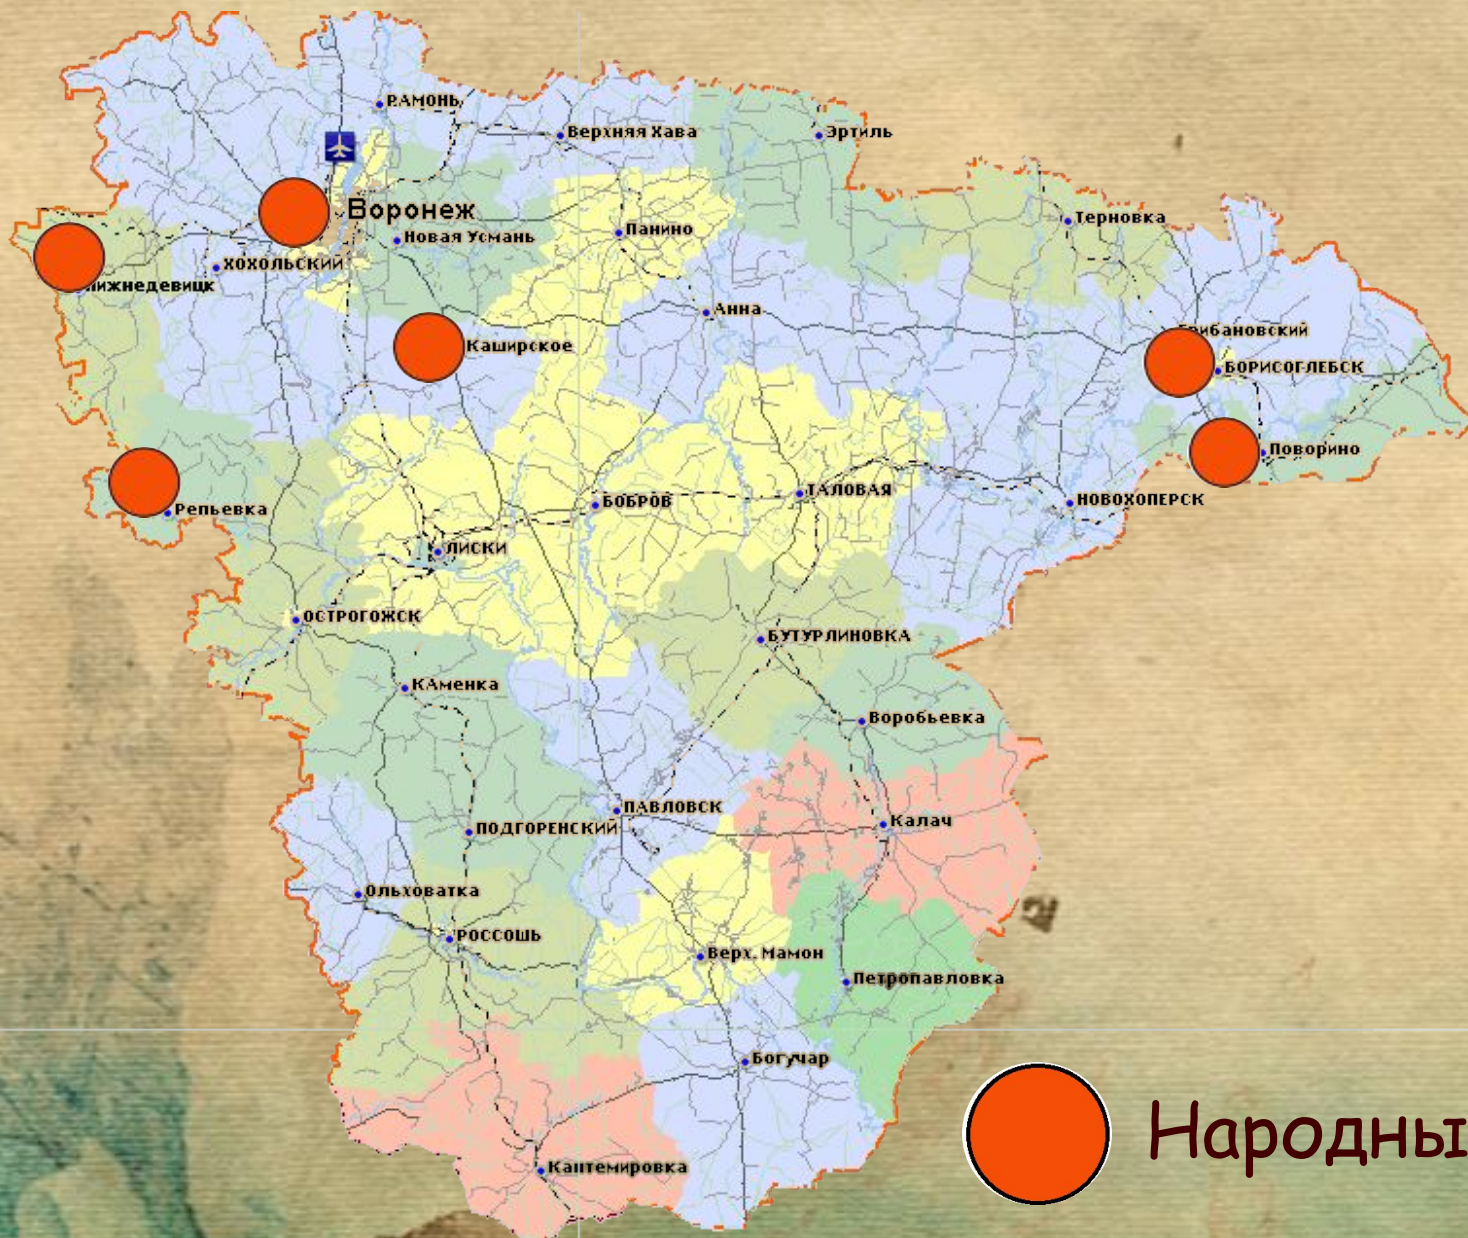 РАМОНЬ
Верхняя Хава
Эртиль
Воронеж
Терновка
Панино
Новая Усмань
ХОХОЛЬСКИЙ
ижнедевицк
Анна
Грибановский
Каширское
БОРИСОГЛЕБСК
Поворино
ТАЛОВАЯ
НОВОХОПЕРСК
БОБРОВ
Репьевка
ЛИСКИ
ОСТРОГОЖСК
БУТУРЛИНОВКА
КАменка
Воробьевка
ПАВЛОВСК
Калач
ПОДГОРЕНСКИЙ
Ольховатка
РОССОШЬ
Верх. Мамон
Петропавловка
Богучар
Народны
Кантемировка